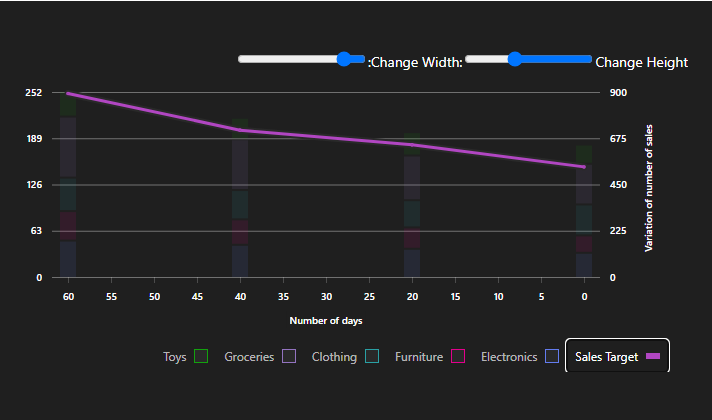 :Change Width: Change Height
252 900
189 675
126 450
63 225
0 0
Variation of number of sales
60 55 50 45 40 35 30 25 20 15 10 5 0
Number of days
Toys Groceries Clothing Furniture Electronics Sales Target